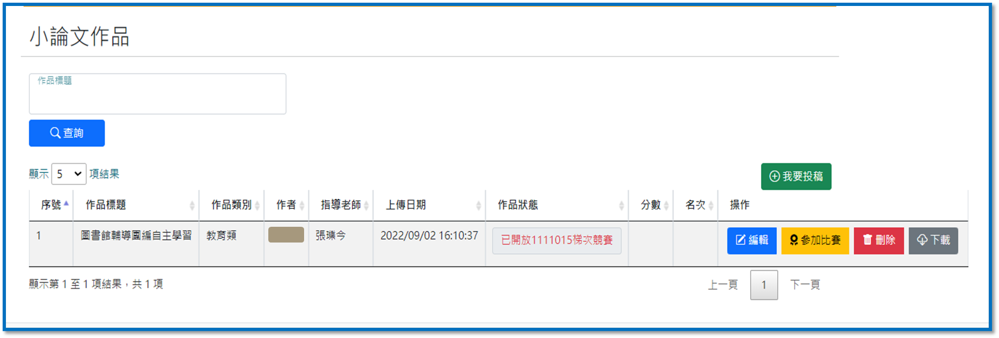 小論文作品
作品標題
查詢
顯示 5 項結果
我要投稿
序號 作品標題 作品類別 作者 指導老師 上傳日期 作品狀態 分數 名次 操作
1 圖書館輔導團編自主學習 教育類 張瓅今 2022/09/02 16:10:37 已開放1111015梯次競賽 編輯 參加比賽 刪除 下載
顯示第 1 至 1 項結果，共 1 項
上一頁 1 下一頁